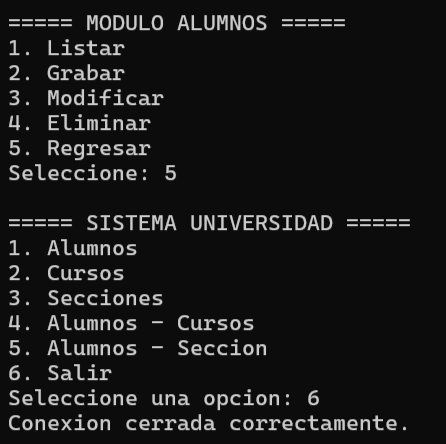 ===== MODULO ALUMNOS =====
1. Listar
2. Grabar
3. Modificar
4. Eliminar
5. Regresar
Seleccione: 5

===== SISTEMA UNIVERSIDAD =====
1. Alumnos
2. Cursos
3. Secciones
4. Alumnos - Cursos
5. Alumnos - Seccion
6. Salir
Seleccione una opcion: 6
Conexion cerrada correctamente.